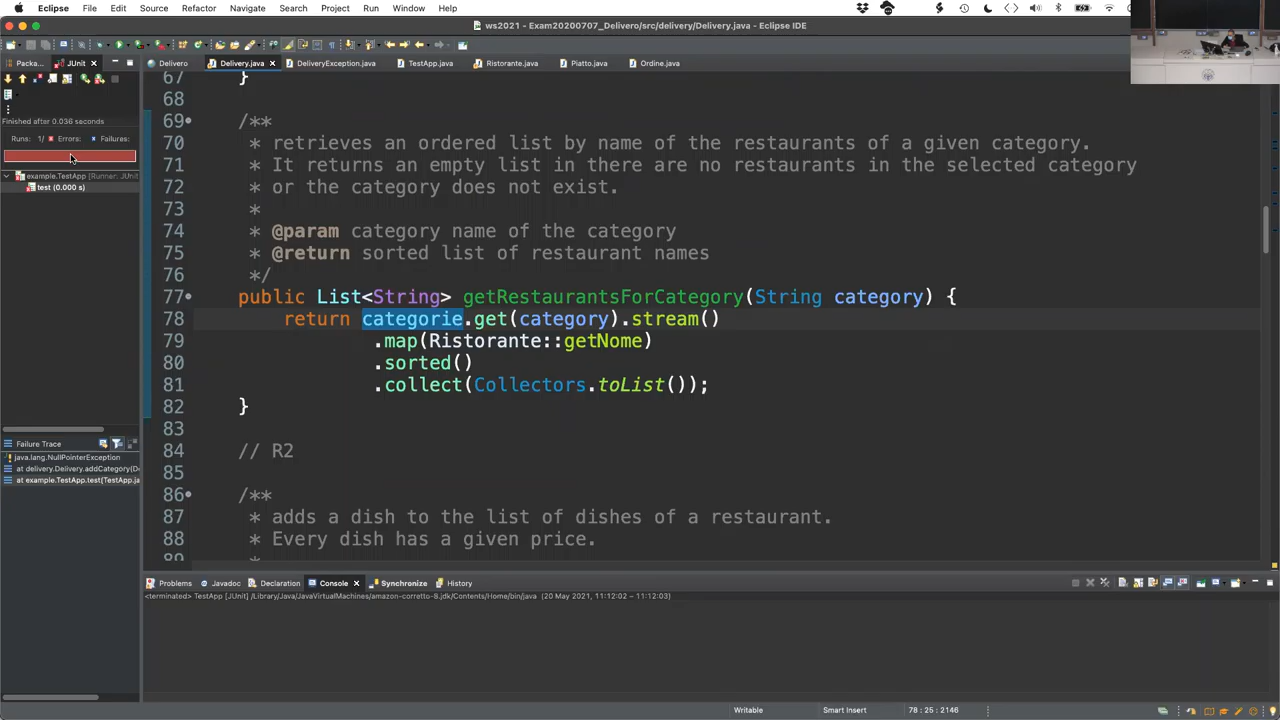 Eclipse File Edit Source Refactor Navigate Search Project Run Window Help
ws2021 - Exam20200707_Delivero/src/delivery/Delivery.java - Eclipse IDE
Packa... JUnit Delivero Delivery.java DeliveryException.java TestApp.java Ristorante.java Piatto.java Ordine.java
Finished after 0.036 seconds
Runs: 1/ Errors: Failures:
example.TestApp [Runner: JUnit
test (0.000 s)
Failure Trace
java.lang.NullPointerException
at delivery.Delivery.addCategory(De
at example.TestApp.test(TestApp.ja
67 }
68
69 /**
70 * retrieves an ordered list by name of the restaurants of a given category.
71 * It returns an empty list in there are no restaurants in the selected category
72 * or the category does not exist.
73 *
74 * @param category name of the category
75 * @return sorted list of restaurant names
76 */
77 public List<String> getRestaurantsForCategory(String category) {
78 return categorie.get(category).stream()
79 .map(Ristorante::getNome)
80 .sorted()
81 .collect(Collectors.toList());
82 }
83
84 // R2
85
86 /**
87 * adds a dish to the list of dishes of a restaurant.
88 * Every dish has a given price.
89 *
Problems Javadoc Declaration Console Synchronize History
<terminated> TestApp [JUnit] /Library/Java/JavaVirtualMachines/amazon-corretto-8.jdk/Contents/Home/bin/java (20 May 2021, 11:12:02 – 11:12:03)
Writable Smart Insert 78 : 25 : 2146